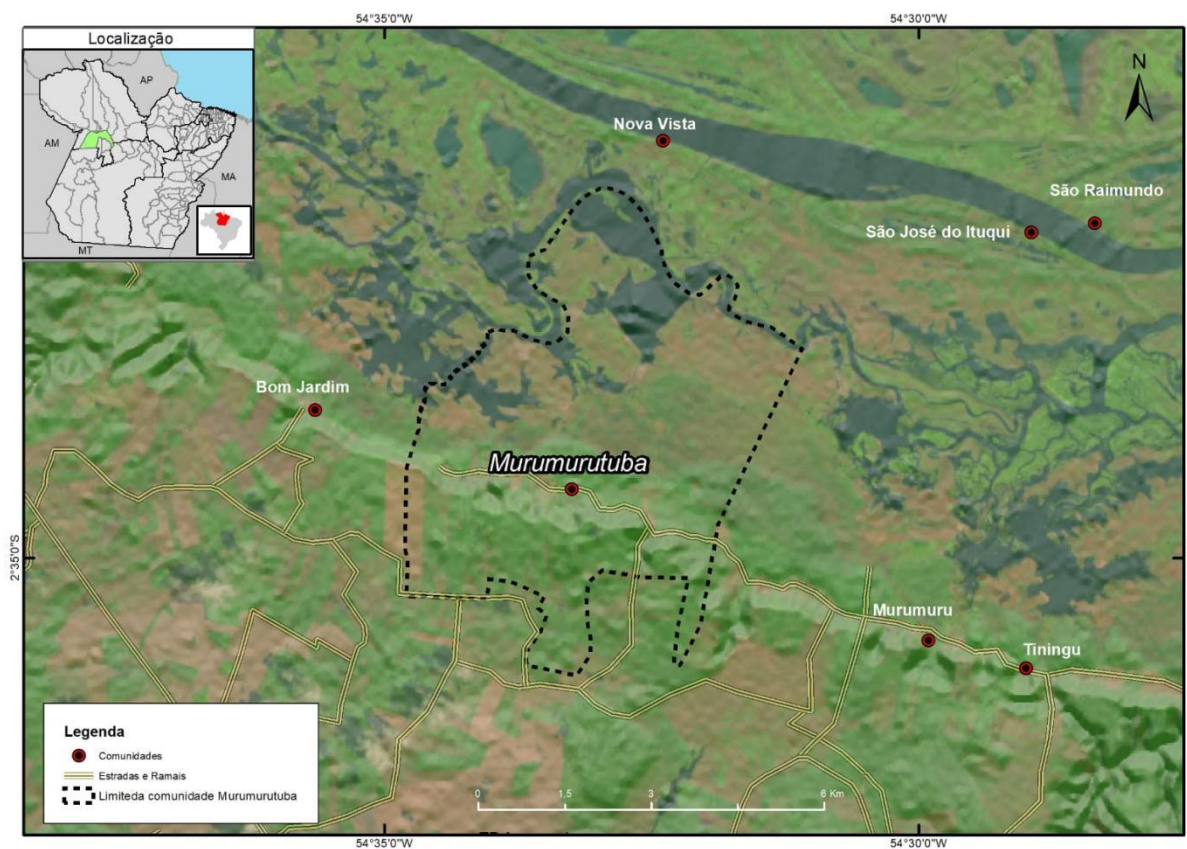 54°35'0"W
54°30'0"W
Localização
AP
AM
MA
MT
N
Nova Vista
São Raimundo
São José do Ituqui
Bom Jardim
Murumurutuba
2°35'0"S
Murumuru
Tiningu
Legenda
Comunidades
Estradas e Ramais
Limiteda comunidade Murumurutuba
0 1,5 3 6 Km
54°35'0"W
54°30'0"W